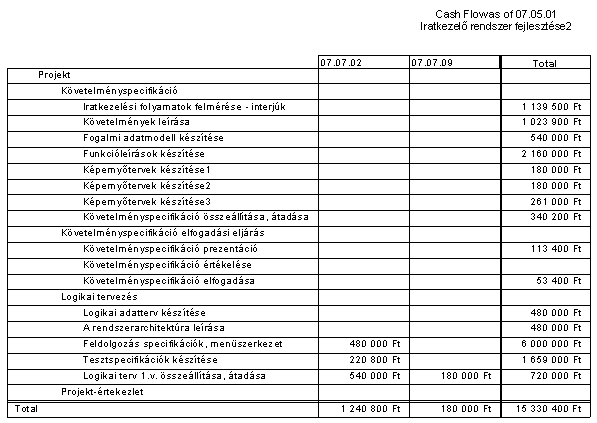 Cash Flowas of 07.05.01
Iratkezelő rendszer fejlesztése2
07.07.02 07.07.09 Total
Projekt
Követelményspecifikáció
Iratkezelési folyamatok felmérése - interjúk 1 139 500 Ft
Követelmények leírása 1 023 900 Ft
Fogalmi adatmodell készítése 540 000 Ft
Funkcióleírások készítése 2 160 000 Ft
Képernyőtervek készítése1 180 000 Ft
Képernyőtervek készítése2 180 000 Ft
Képernyőtervek készítése3 261 000 Ft
Követelményspecifikáció összeállítása, átadása 340 200 Ft
Követelményspecifikáció elfogadási eljárás
Követelményspecifikáció prezentáció 113 400 Ft
Követelményspecifikáció értékelése
Követelményspecifikáció elfogadása 53 400 Ft
Logikai tervezés
Logikai adatterv készítése 480 000 Ft
A rendszerarchitektúra leírása 480 000 Ft
Feldolgozás specifikációk, menüszerkezet 480 000 Ft 6 000 000 Ft
Tesztspecifikációk készítése 220 800 Ft 1 659 000 Ft
Logikai terv 1.v. összeállítása, átadása 540 000 Ft 180 000 Ft 720 000 Ft
Projekt-értekezlet
Total 1 240 800 Ft 180 000 Ft 15 330 400 Ft